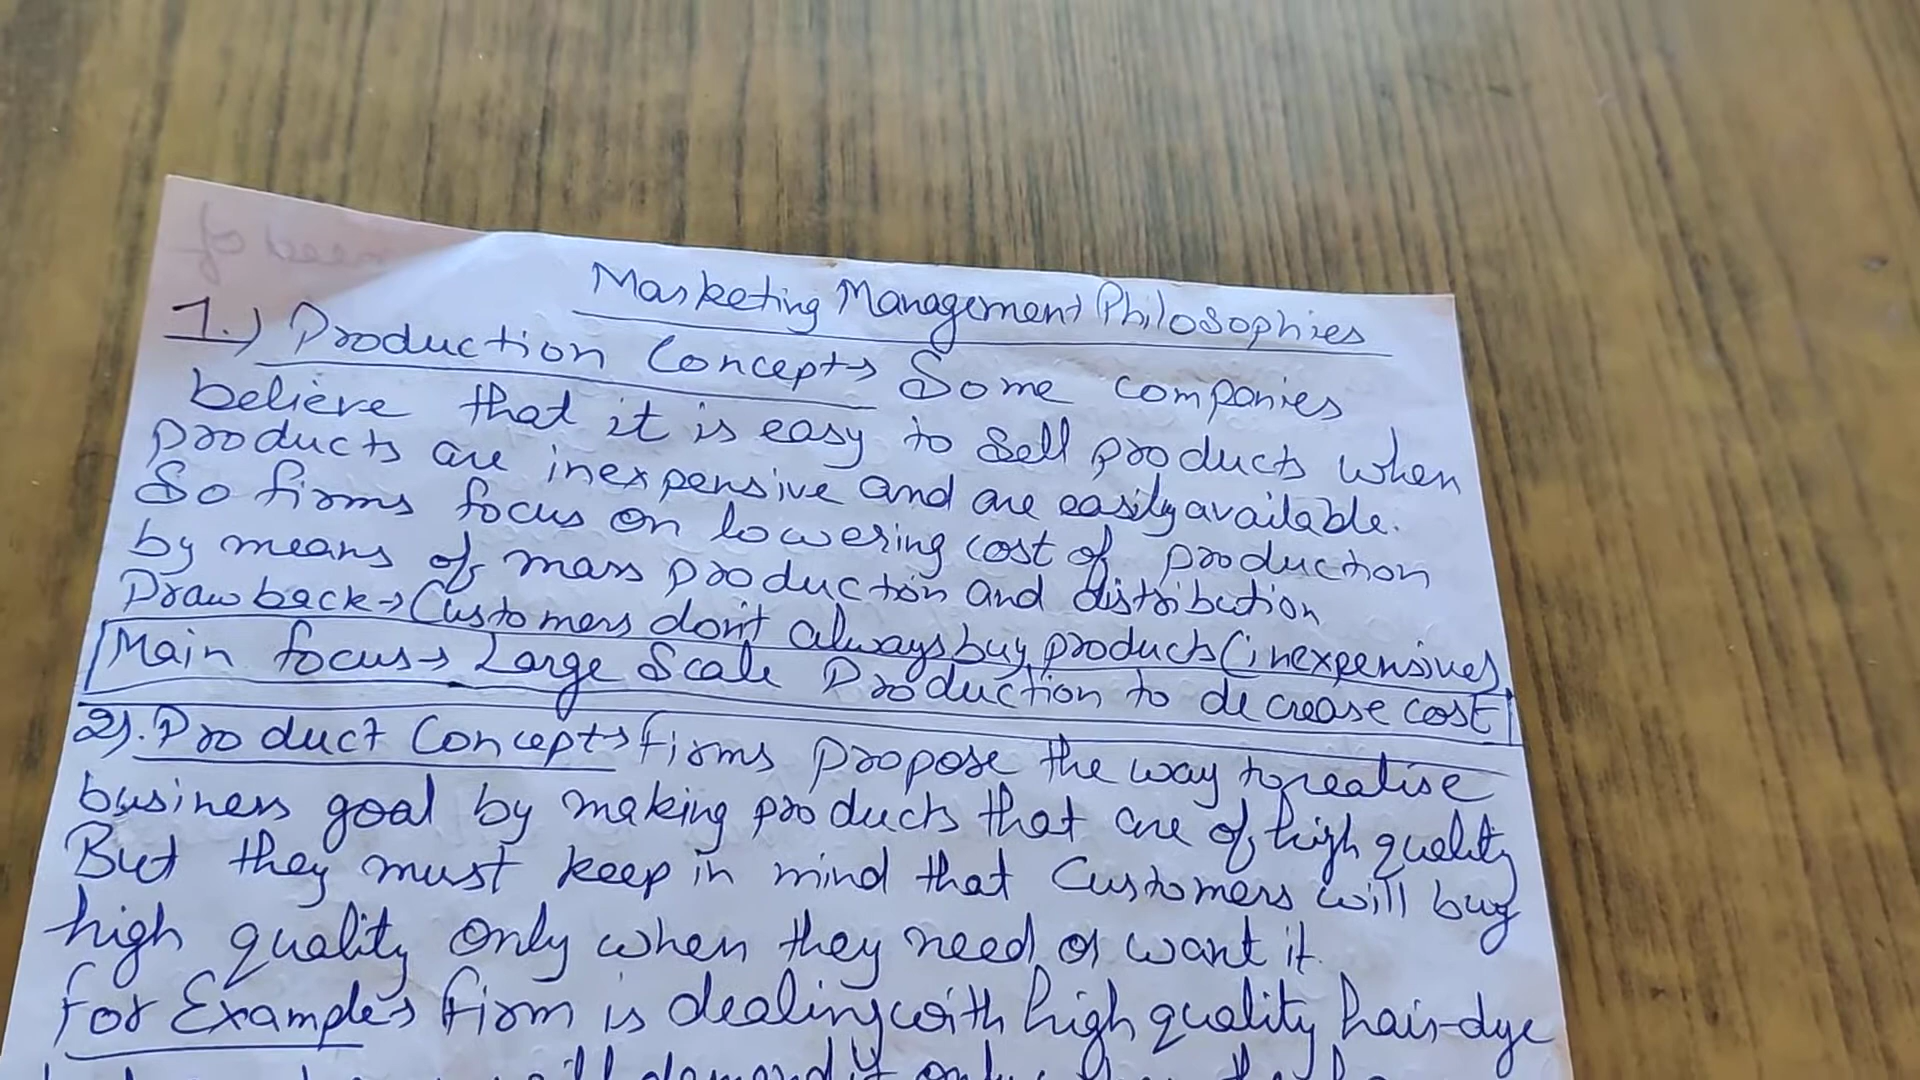 Marketing Management Philosophies
1.) Production Concept→ Some companies
believe that it is easy to sell products when
products are inexpensive and are easily available.
So firms focus on lowering cost of production
by means of mass production and distribution
Drawback→ Customers don't always buy products (inexpensive)
Main focus→ Large Scale Production to decrease cost
2). Product Concept→ firms propose the way to realise
business goal by making products that are of high quality
But they must keep in mind that Customers will buy
high quality only when they need or want it.
For Example→ firm is dealing with high quality hair-dye